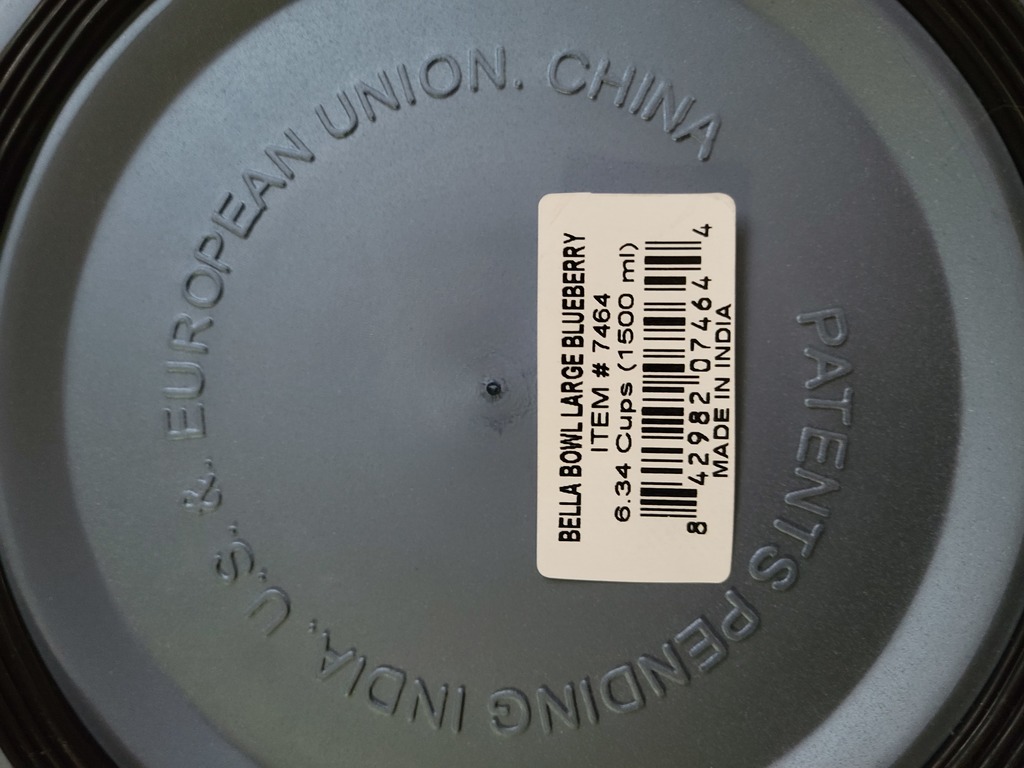 PATENTS PENDING INDIA, U.S. &. EUROPEAN UNION. CHINA
BELLA BOWL LARGE BLUEBERRY
ITEM # 7464
6.34 Cups (1500 ml)
8 42982 07464 4
MADE IN INDIA